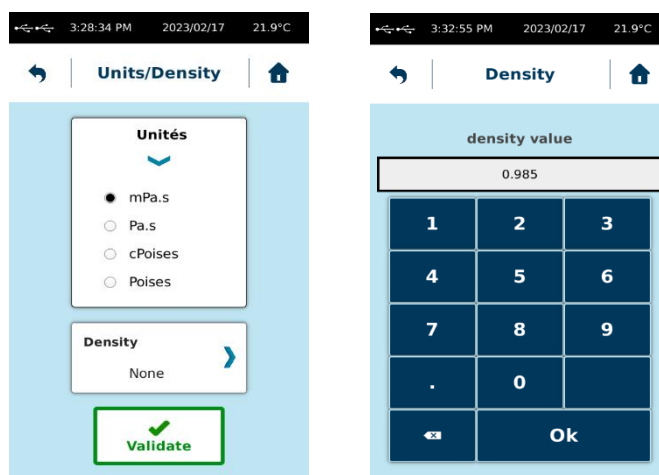 3:28:34 PM 2023/02/17 21.9°C
Units/Density
Unités
mPa.s
Pa.s
cPoises
Poises
Density
None
Validate
3:32:55 PM 2023/02/17 21.9°C
Density
density value
0.985
1 2 3
4 5 6
7 8 9
. 0
Ok